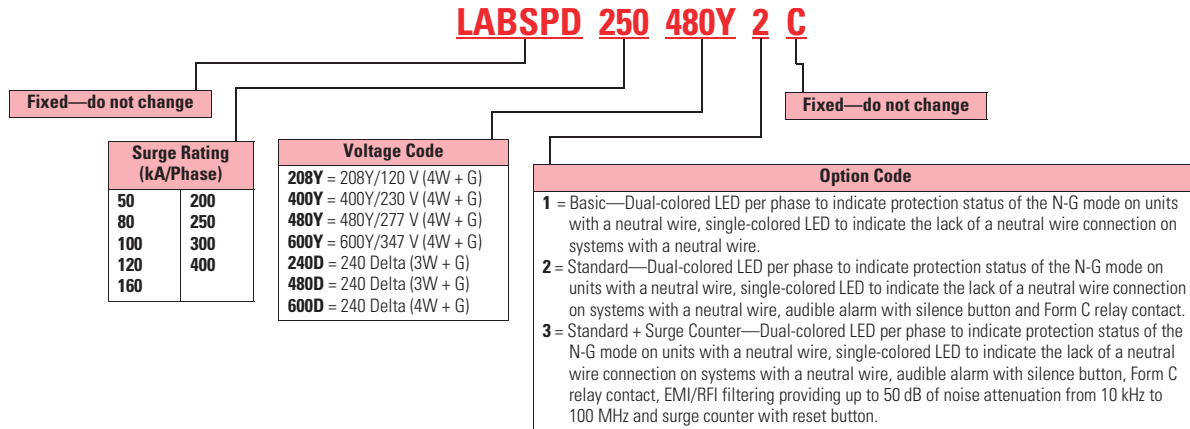 LABSPD 250 480Y 2 C
Fixed—do not change
Fixed—do not change
Surge Rating
(kA/Phase)
50 200
80 250
100 300
120 400
160
Voltage Code
208Y = 208Y/120 V (4W + G)
400Y = 400Y/230 V (4W + G)
480Y = 480Y/277 V (4W + G)
600Y = 600Y/347 V (4W + G)
240D = 240 Delta (3W + G)
480D = 240 Delta (3W + G)
600D = 240 Delta (4W + G)
Option Code
1 = Basic—Dual-colored LED per phase to indicate protection status of the N-G mode on units
with a neutral wire, single-colored LED to indicate the lack of a neutral wire connection on
systems with a neutral wire.
2 = Standard—Dual-colored LED per phase to indicate protection status of the N-G mode on
units with a neutral wire, single-colored LED to indicate the lack of a neutral wire connection
on systems with a neutral wire, audible alarm with silence button and Form C relay contact.
3 = Standard + Surge Counter—Dual-colored LED per phase to indicate protection status of the
N-G mode on units with a neutral wire, single-colored LED to indicate the lack of a neutral
wire connection on systems with a neutral wire, audible alarm with silence button, Form C
relay contact, EMI/RFI filtering providing up to 50 dB of noise attenuation from 10 kHz to
100 MHz and surge counter with reset button.